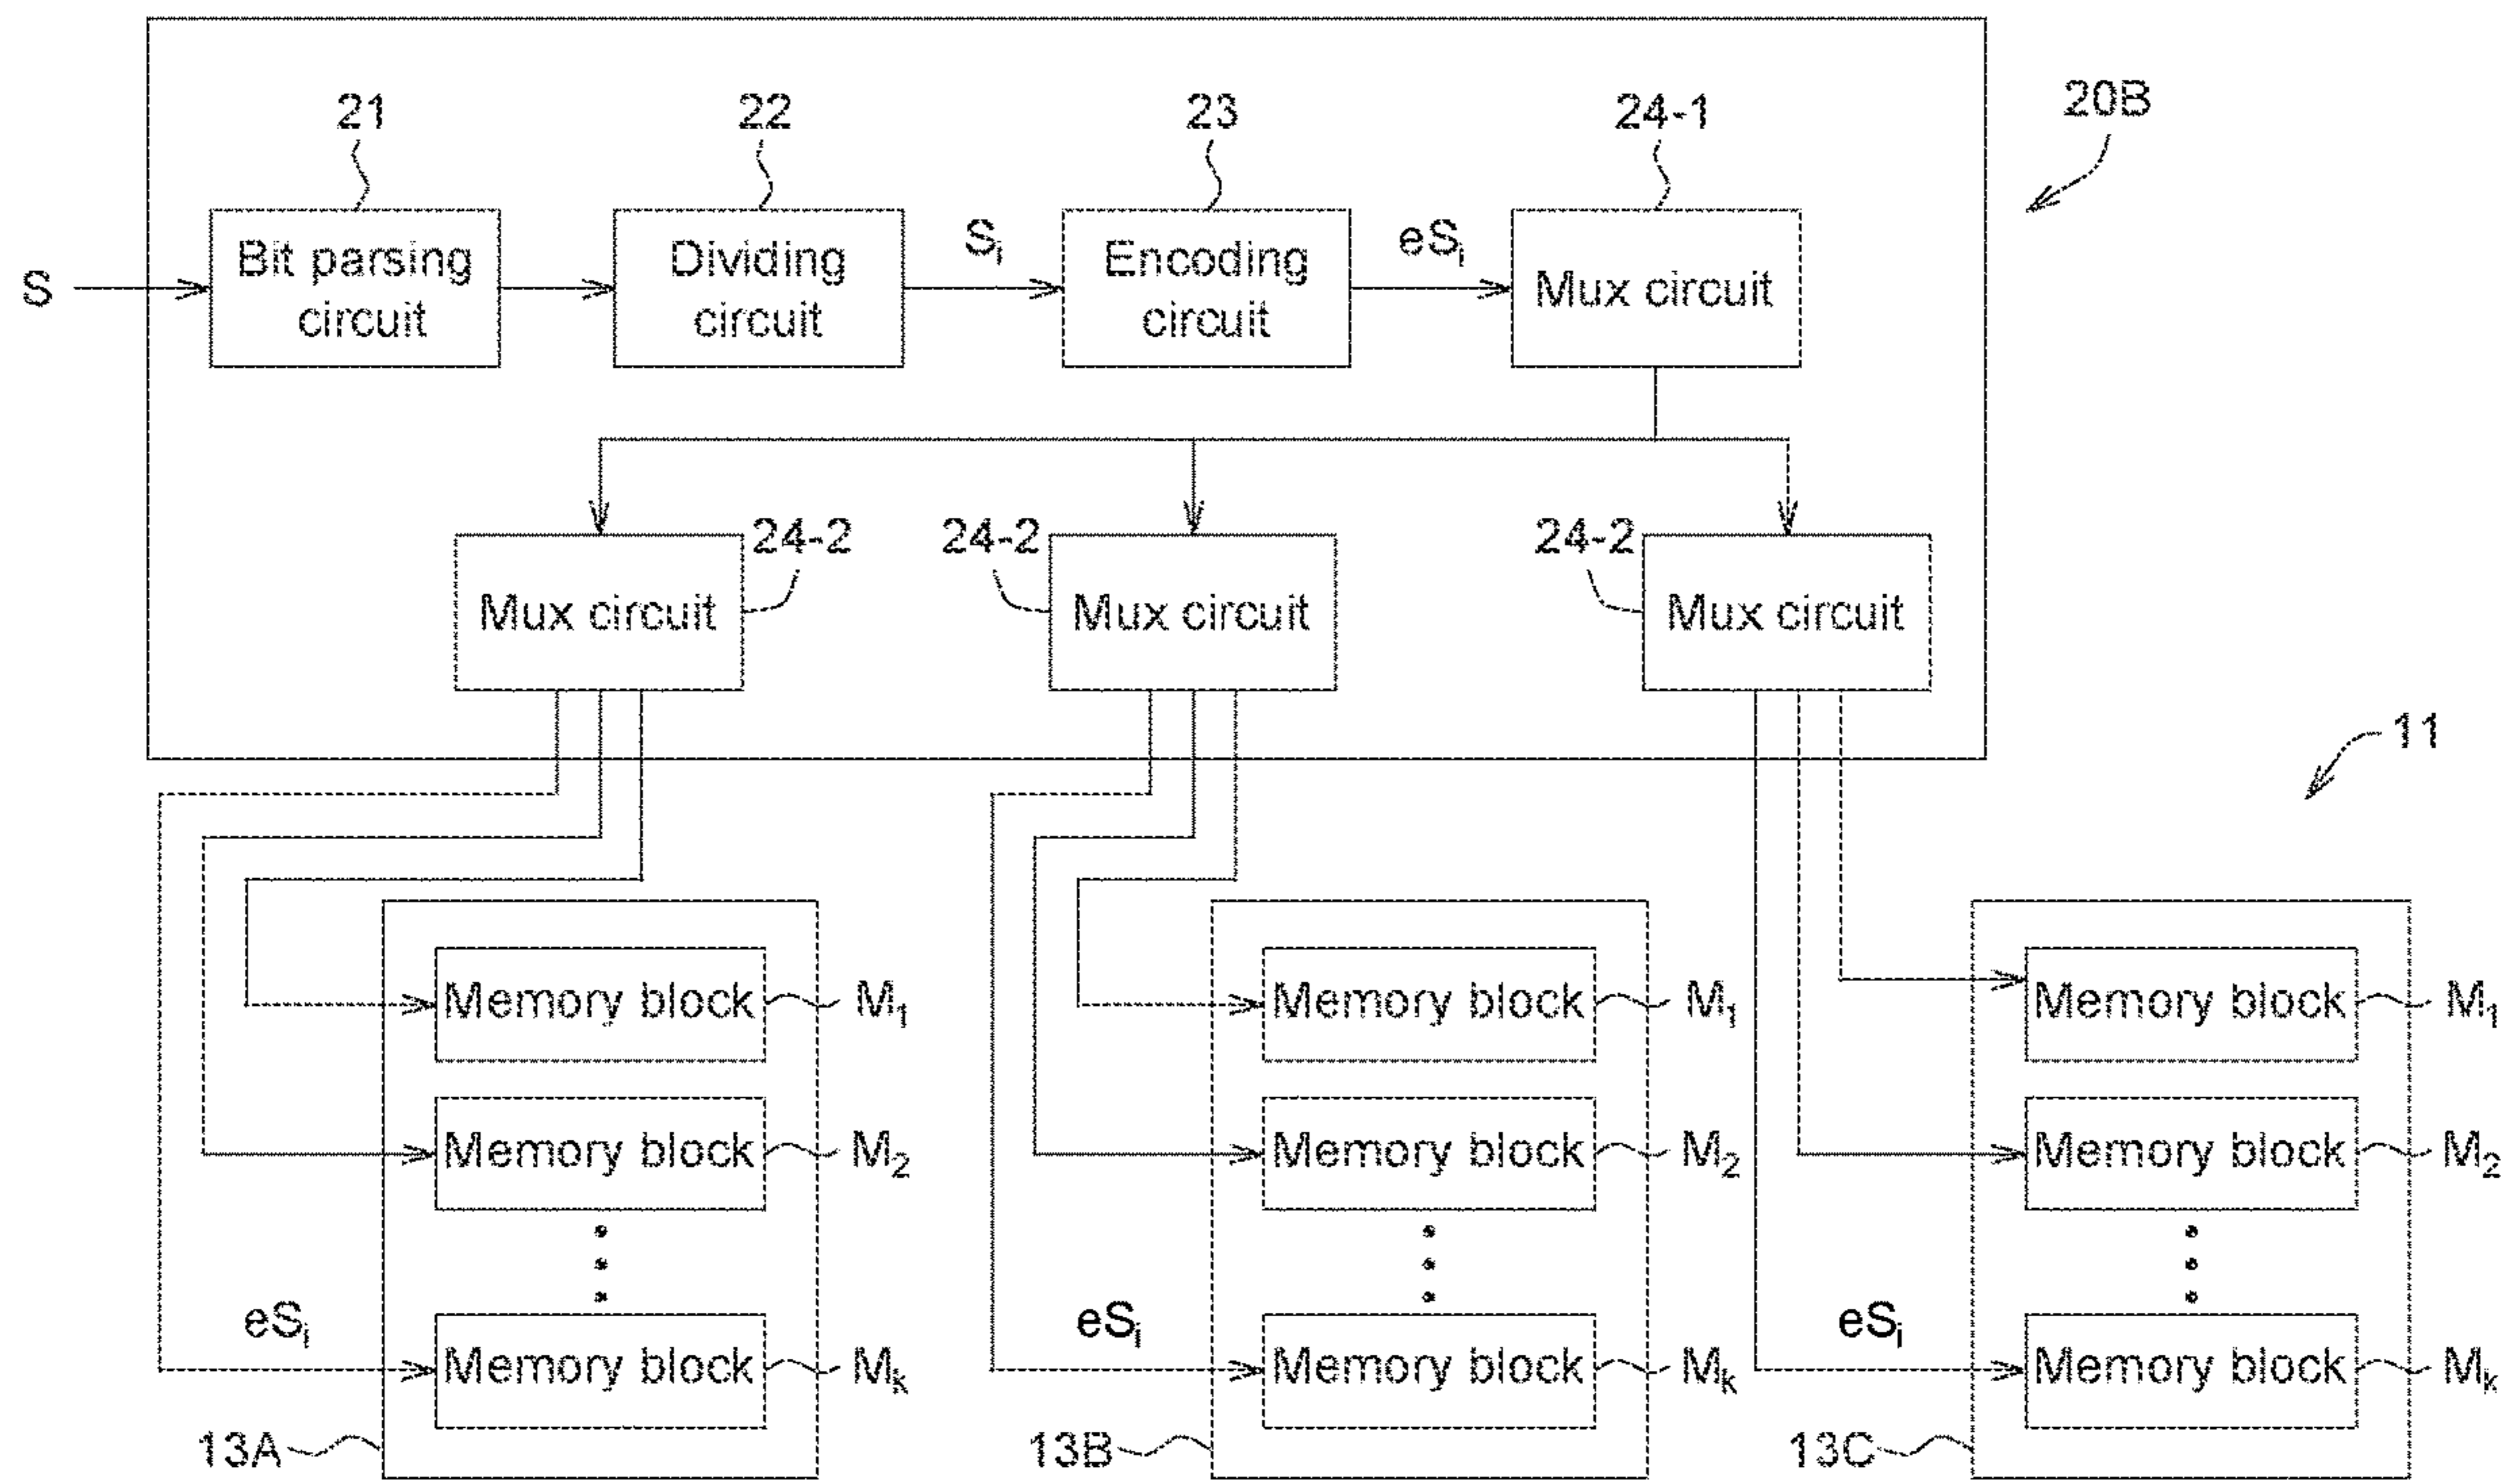 21
22
23
24-1
20B
S
Bit parsing
circuit
Dividing
circuit
Si
Encoding
circuit
eSi
Mux circuit
24-2
24-2
24-2
Mux circuit
Mux circuit
Mux circuit
11
Memory block
M1
Memory block
M1
Memory block
M1
Memory block
M2
Memory block
M2
Memory block
M2
eSi
Memory block
Mk
eSi
Memory block
Mk
eSi
Memory block
Mk
13A
13B
13C